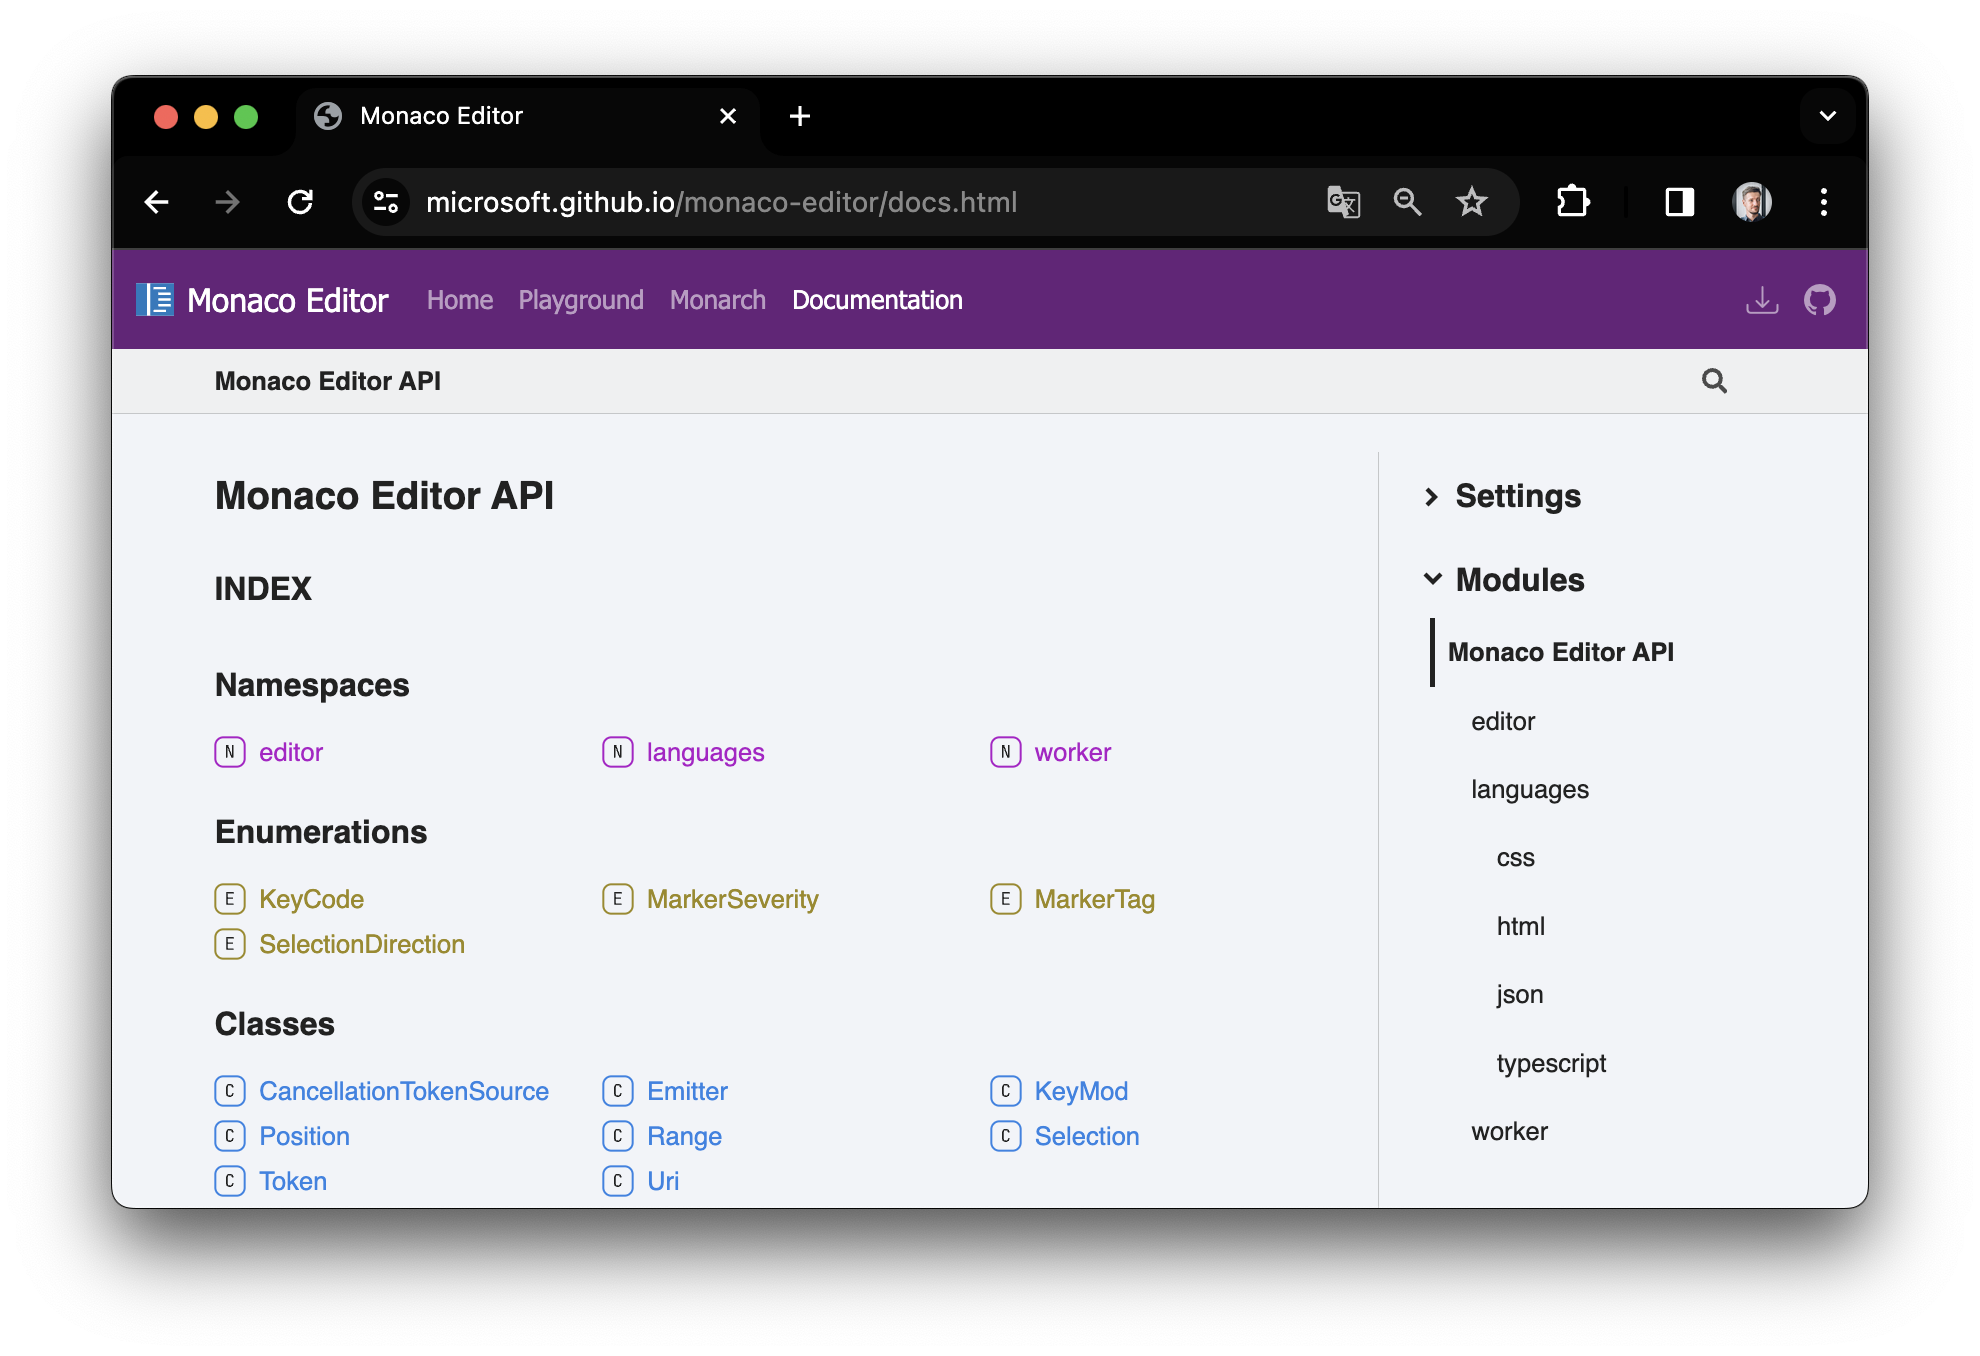 Monaco Editor
microsoft.github.io/monaco-editor/docs.html
Monaco Editor Home Playground Monarch Documentation
Monaco Editor API
Monaco Editor API
INDEX
Namespaces
N editor N languages N worker
Enumerations
E KeyCode E MarkerSeverity E MarkerTag
E SelectionDirection
Classes
C CancellationTokenSource C Emitter C KeyMod
C Position C Range C Selection
C Token C Uri
Settings
Modules
Monaco Editor API
editor
languages
css
html
json
typescript
worker